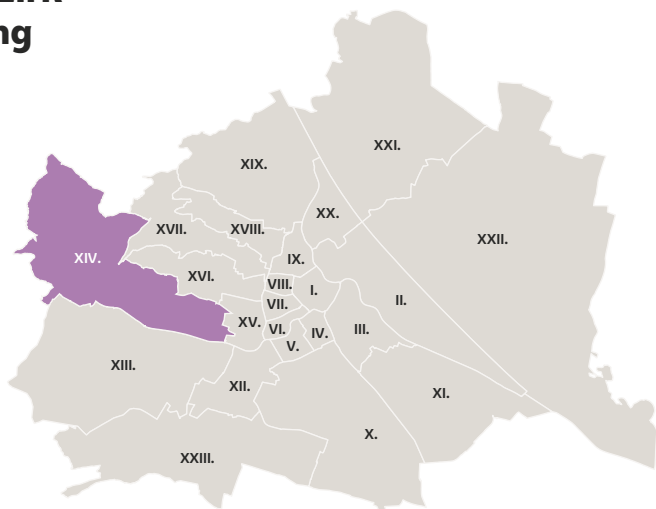 ng
XXI.
XIX.
XX.
XVII.
XVIII.
XXII.
XIV.
IX.
XVI.
VIII.
I.
II.
VII.
XV.
VI.
IV.
III.
V.
XIII.
XII.
XI.
X.
XXIII.